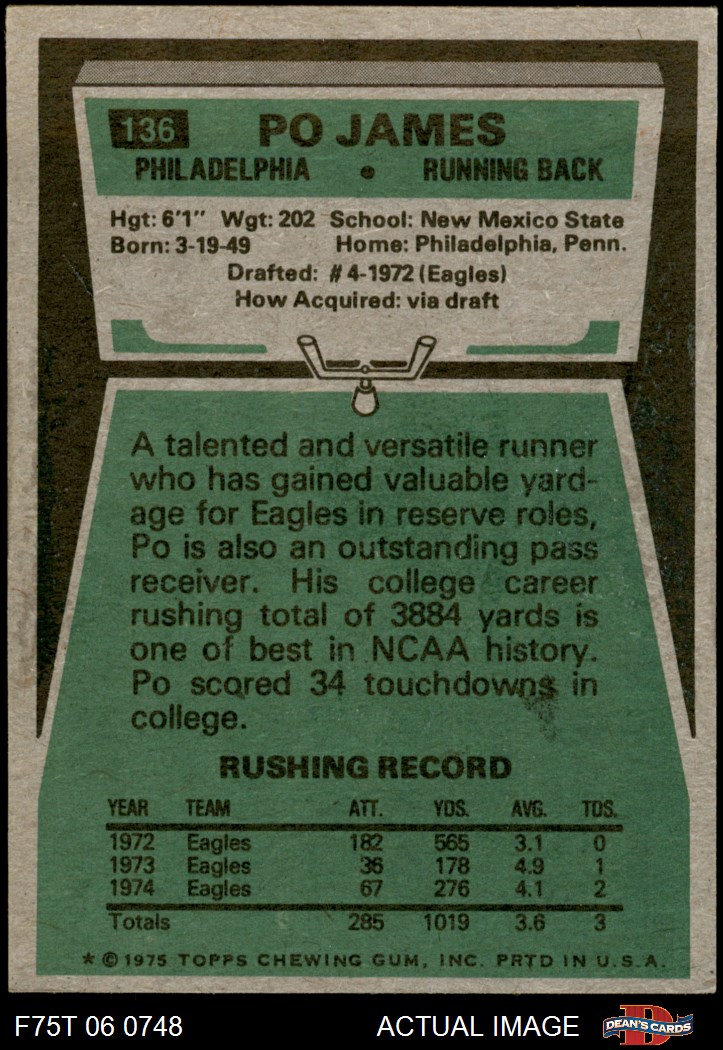 136 PO JAMES
PHILADELPHIA • RUNNING BACK
Hgt: 6'1" Wgt: 202 School: New Mexico State
Born: 3-19-49 Home: Philadelphia, Penn.
Drafted: #4-1972 (Eagles)
How Acquired: via draft
A talented and versatile runner
who has gained valuable yard-
age for Eagles in reserve roles,
Po is also an outstanding pass
receiver. His college career
rushing total of 3884 yards is
one of best in NCAA history.
Po scored 34 touchdowns in
college.
RUSHING RECORD
YEAR TEAM ATT. YDS. AVG. TDS.
1972 Eagles 182 565 3.1 0
1973 Eagles 36 178 4.9 1
1974 Eagles 67 276 4.1 2
Totals 285 1019 3.6 3
* © 1975 TOPPS CHEWING GUM, INC. PRTD IN U.S.A.
F75T 06 0748 ACTUAL IMAGE D DEAN'S CARDS